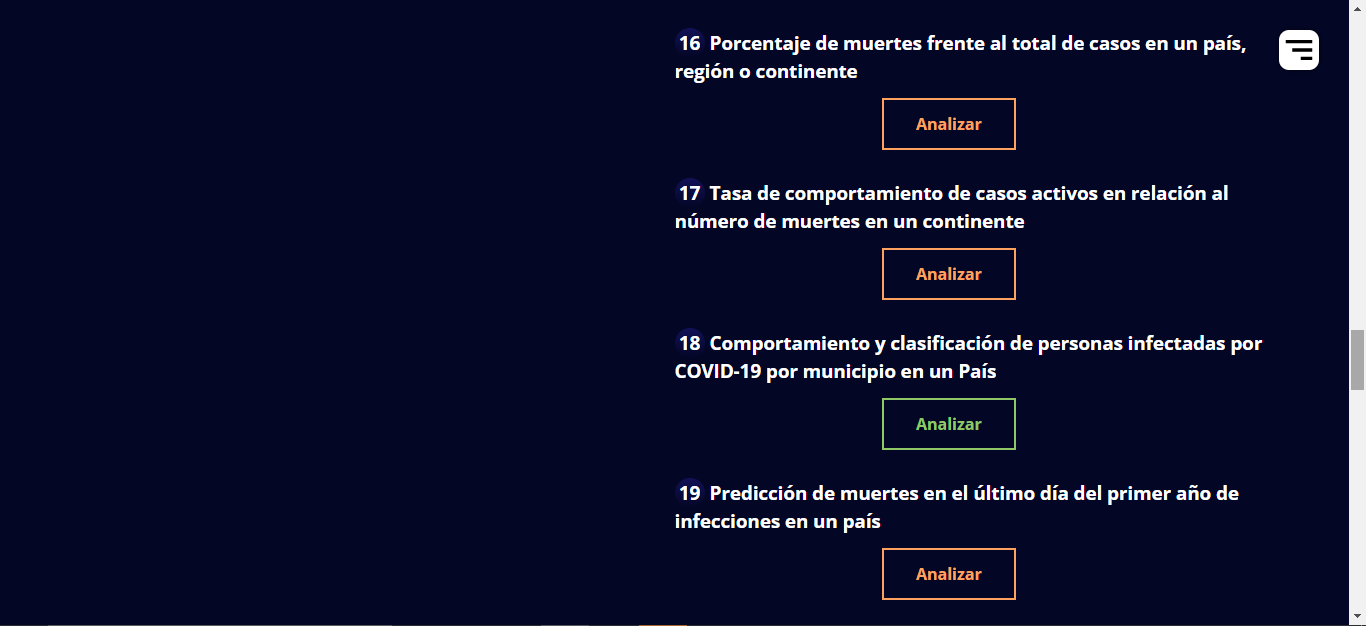 16 Porcentaje de muertes frente al total de casos en un país,
región o continente
Analizar
17 Tasa de comportamiento de casos activos en relación al
número de muertes en un continente
Analizar
18 Comportamiento y clasificación de personas infectadas por
COVID-19 por municipio en un País
Analizar
19 Predicción de muertes en el último día del primer año de
infecciones en un país
Analizar